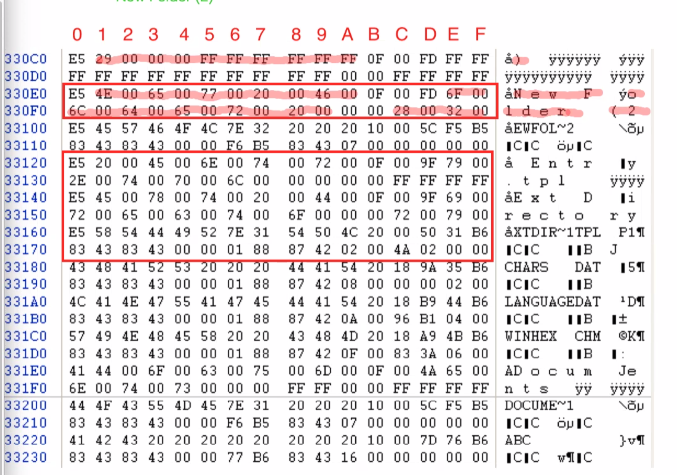 0 1 2 3 4 5 6 7 8 9 A B C D E F
330C0 E5 29 00 00 00 FF FF FF FF FF FF 0F 00 FD FF FF å) ÿÿÿÿÿÿ ýÿÿ
330D0 FF FF FF FF FF FF FF FF FF FF 00 00 FF FF FF FF ÿÿÿÿÿÿÿÿÿÿ ÿÿÿÿ
330E0 E5 4E 00 65 00 77 00 20 00 46 00 0F 00 FD 6F 00 åN e w F ýo
330F0 6C 00 64 00 65 00 72 00 20 00 00 00 28 00 32 00 l d e r ( 2
33100 E5 45 57 46 4F 4C 7E 32 20 20 20 10 00 5C F5 B5 åEWFOL~2 \õµ
33110 83 43 83 43 00 00 F6 B5 83 43 07 00 00 00 00 00 ▮C▮C öµ▮C
33120 E5 20 00 45 00 6E 00 74 00 72 00 0F 00 9F 79 00 å E n t r ▮y
33130 2E 00 74 00 70 00 6C 00 00 00 00 00 FF FF FF FF . t p l ÿÿÿÿ
33140 E5 45 00 78 00 74 00 20 00 44 00 0F 00 9F 69 00 åE x t D ▮i
33150 72 00 65 00 63 00 74 00 6F 00 00 00 72 00 79 00 r e c t o r y
33160 E5 58 54 44 49 52 7E 31 54 50 4C 20 00 50 31 B6 åXTDIR~1TPL P1¶
33170 83 43 83 43 00 00 01 88 87 42 02 00 4A 02 00 00 ▮C▮C ▮▮B J
33180 43 48 41 52 53 20 20 20 44 41 54 20 18 9A 35 B6 CHARS DAT ▮5¶
33190 83 43 83 43 00 00 01 88 87 42 08 00 00 00 02 00 ▮C▮C ▮▮B
331A0 4C 41 4E 47 55 41 47 45 44 41 54 20 18 B9 44 B6 LANGUAGEDAT ¹D¶
331B0 83 43 83 43 00 00 01 88 87 42 0A 00 96 B1 04 00 ▮C▮C ▮▮B ▮±
331C0 57 49 4E 48 45 58 20 20 43 48 4D 20 18 A9 4B B6 WINHEX CHM ©K¶
331D0 83 43 83 43 00 00 01 88 87 42 0F 00 83 3A 06 00 ▮C▮C ▮▮B ▮:
331E0 41 44 00 6F 00 63 00 75 00 6D 00 0F 00 4A 65 00 AD o c u m Je
331F0 6E 00 74 00 73 00 00 00 FF FF 00 00 FF FF FF FF n t s ÿÿ ÿÿÿÿ
33200 44 4F 43 55 4D 45 7E 31 20 20 20 10 00 5C F5 B5 DOCUME~1 \õµ
33210 83 43 83 43 00 00 F6 B5 83 43 07 00 00 00 00 00 ▮C▮C öµ▮C
33220 41 42 43 20 20 20 20 20 20 20 20 10 00 7D 76 B6 ABC }v¶
33230 83 43 83 43 00 00 77 B6 83 43 16 00 00 00 00 00 ▮C▮C w¶▮C